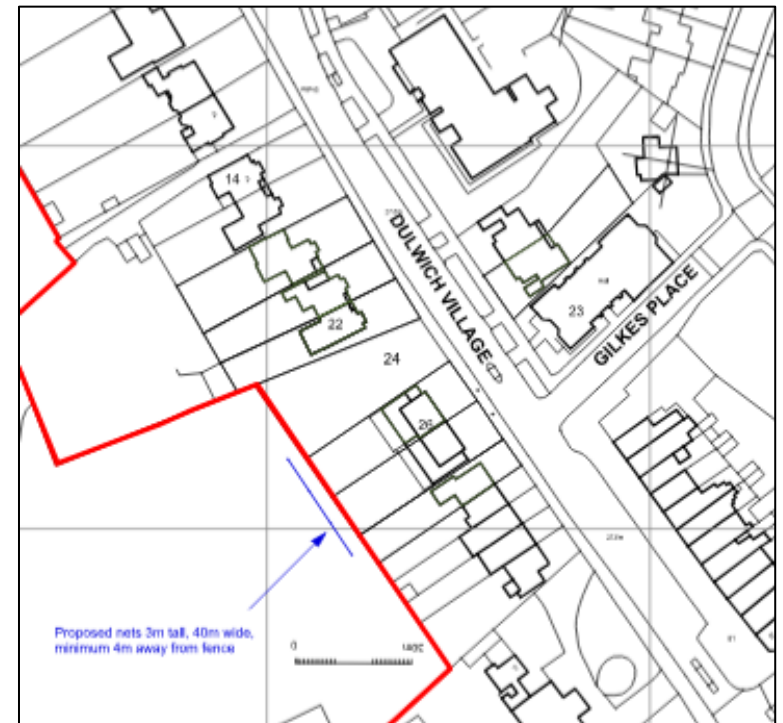 14
22
24
26
23
DULWICH VILLAGE
GILKES PLACE
Proposed nets 3m tall, 40m wide,
minimum 4m away from fence
0